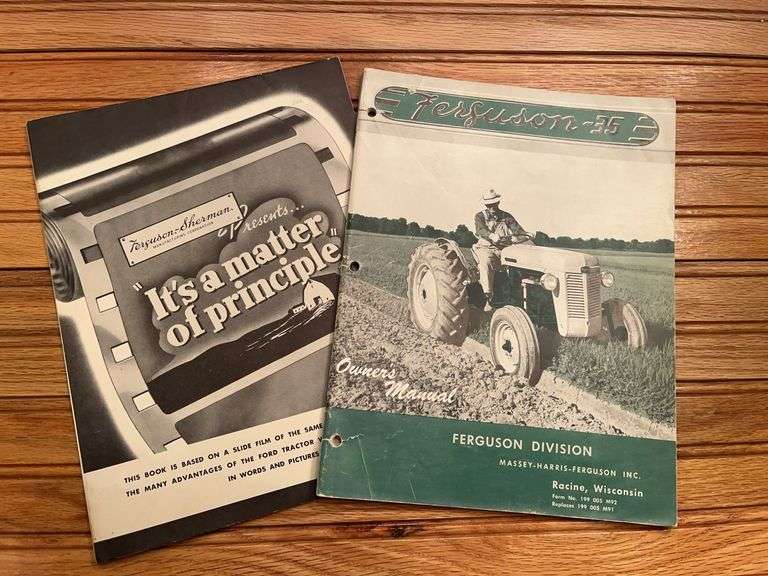 Ferguson-Sherman
MANUFACTURING CORPORATION
Presents...
"It's a matter
of principle"
THIS BOOK IS BASED ON A SLIDE FILM OF THE SAME
THE MANY ADVANTAGES OF THE FORD TRACTOR
IN WORDS AND PICTURES
Ferguson-35
Owners
Manual
FERGUSON DIVISION
MASSEY-HARRIS-FERGUSON INC.
Racine, Wisconsin
Form No. 199 005 M92
Replaces 199 005 M91